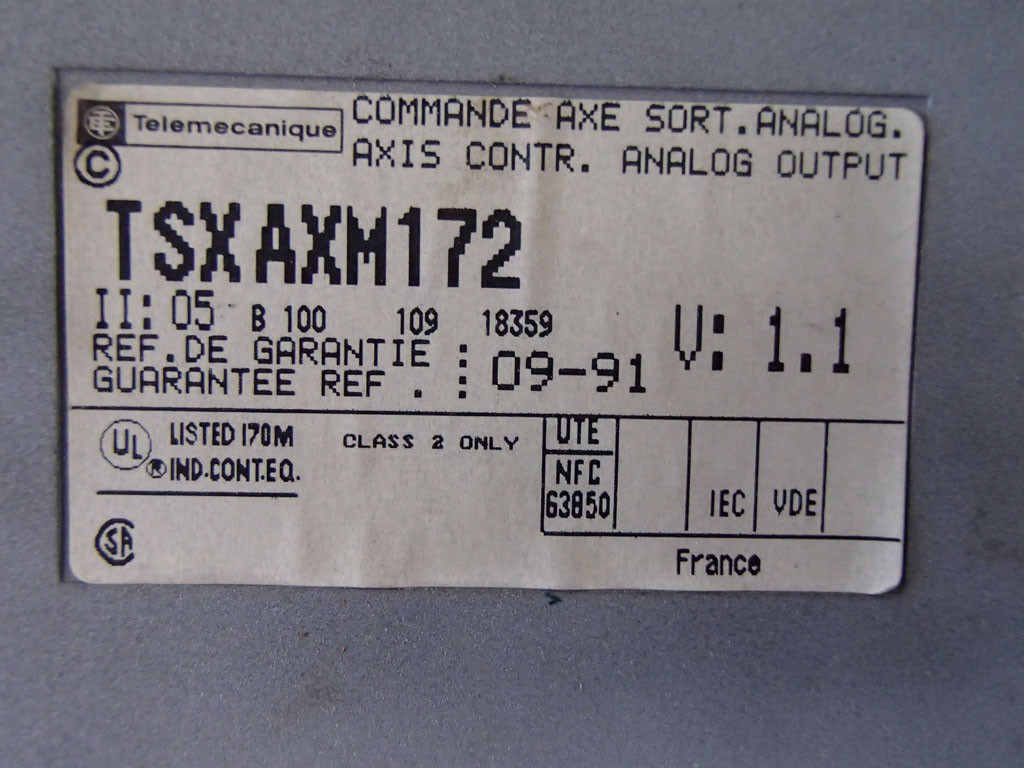 Telemecanique
COMMANDE AXE SORT.ANALOG.
AXIS CONTR. ANALOG OUTPUT
©
TSXAXM172
II: 05 B 100 109 18359
V: 1.1
REF.DE GARANTIE :
GUARANTEE REF . : 09-91
UL ® LISTED 170M
IND.CONT.EQ.
CLASS 2 ONLY
UTE
NFC
63850
IEC
VDE
SA
France